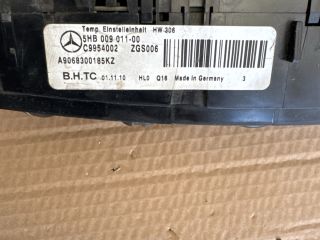 Temp. Einstelleinheit HW-306
5HB 009 011-00
C9954002 ZGS006
A9068300185KZ
B.H.TC 01.11.10 HL0 Q16 Made in Germany 3